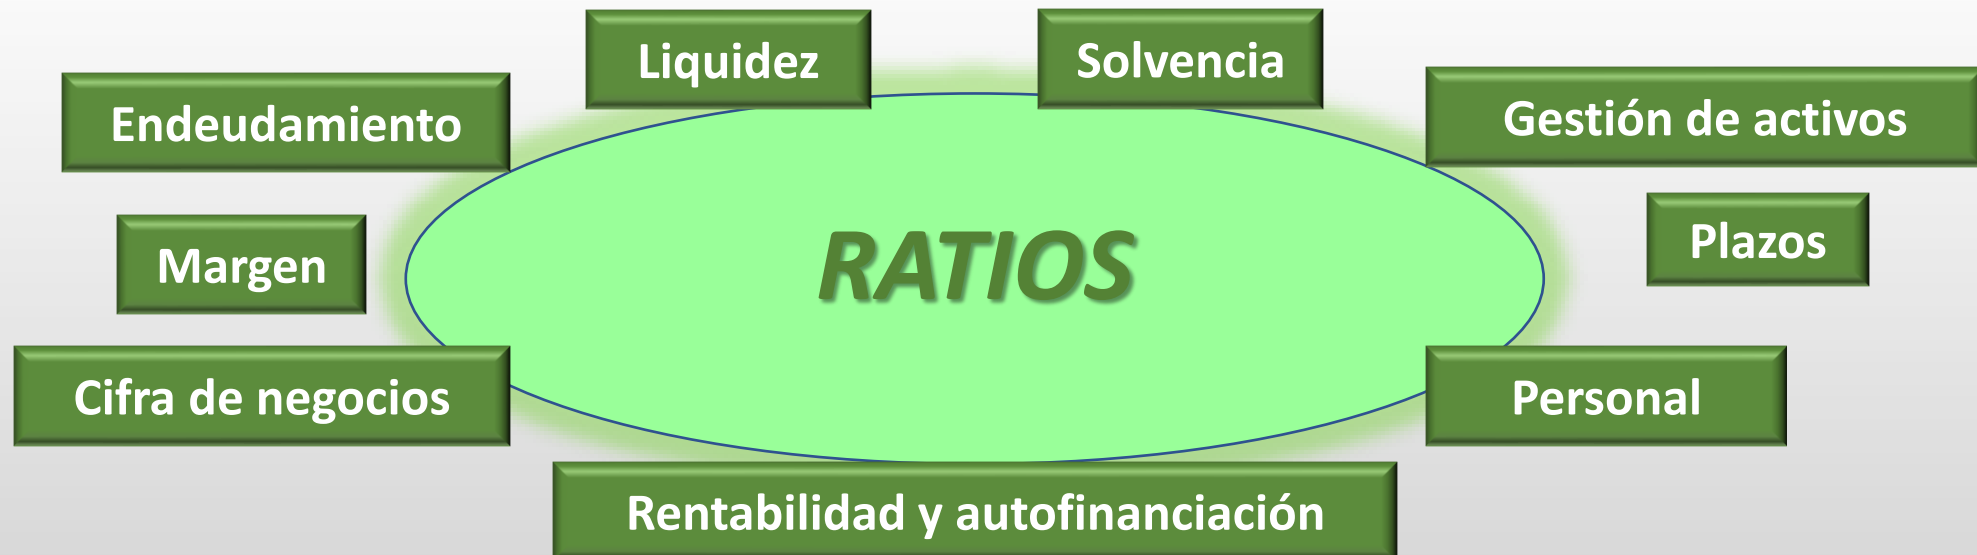 Liquidez
Solvencia
Endeudamiento
Gestión de activos
Margen
RATIOS
Plazos
Cifra de negocios
Personal
Rentabilidad y autofinanciación